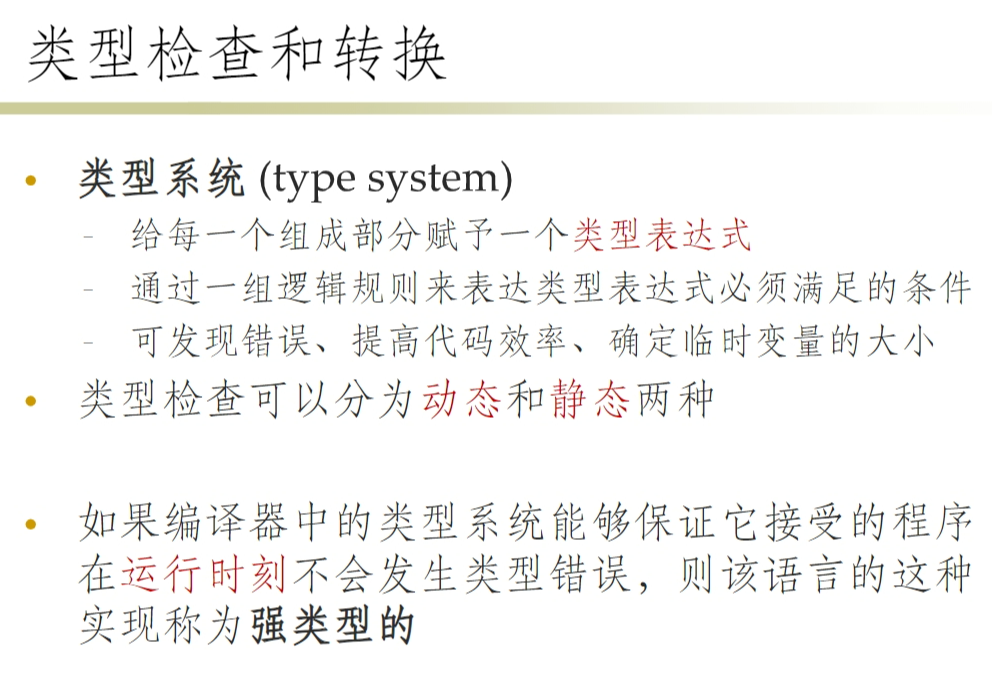 类型检查和转换
• 类型系统 (type system)
– 给每一个组成部分赋予一个类型表达式
– 通过一组逻辑规则来表达类型表达式必须满足的条件
– 可发现错误、提高代码效率、确定临时变量的大小
• 类型检查可以分为动态和静态两种
• 如果编译器中的类型系统能够保证它接受的程序
在运行时刻不会发生类型错误，则该语言的这种
实现称为强类型的